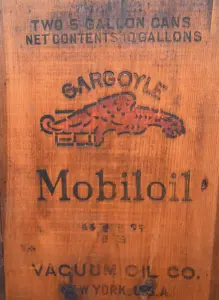 TWO 5 GALLON CANS
NET CONTENTS 10 GALLONS
GARGOYLE
Mobiloil
VACUUM OIL CO.
NEW YORK, U.S.A.